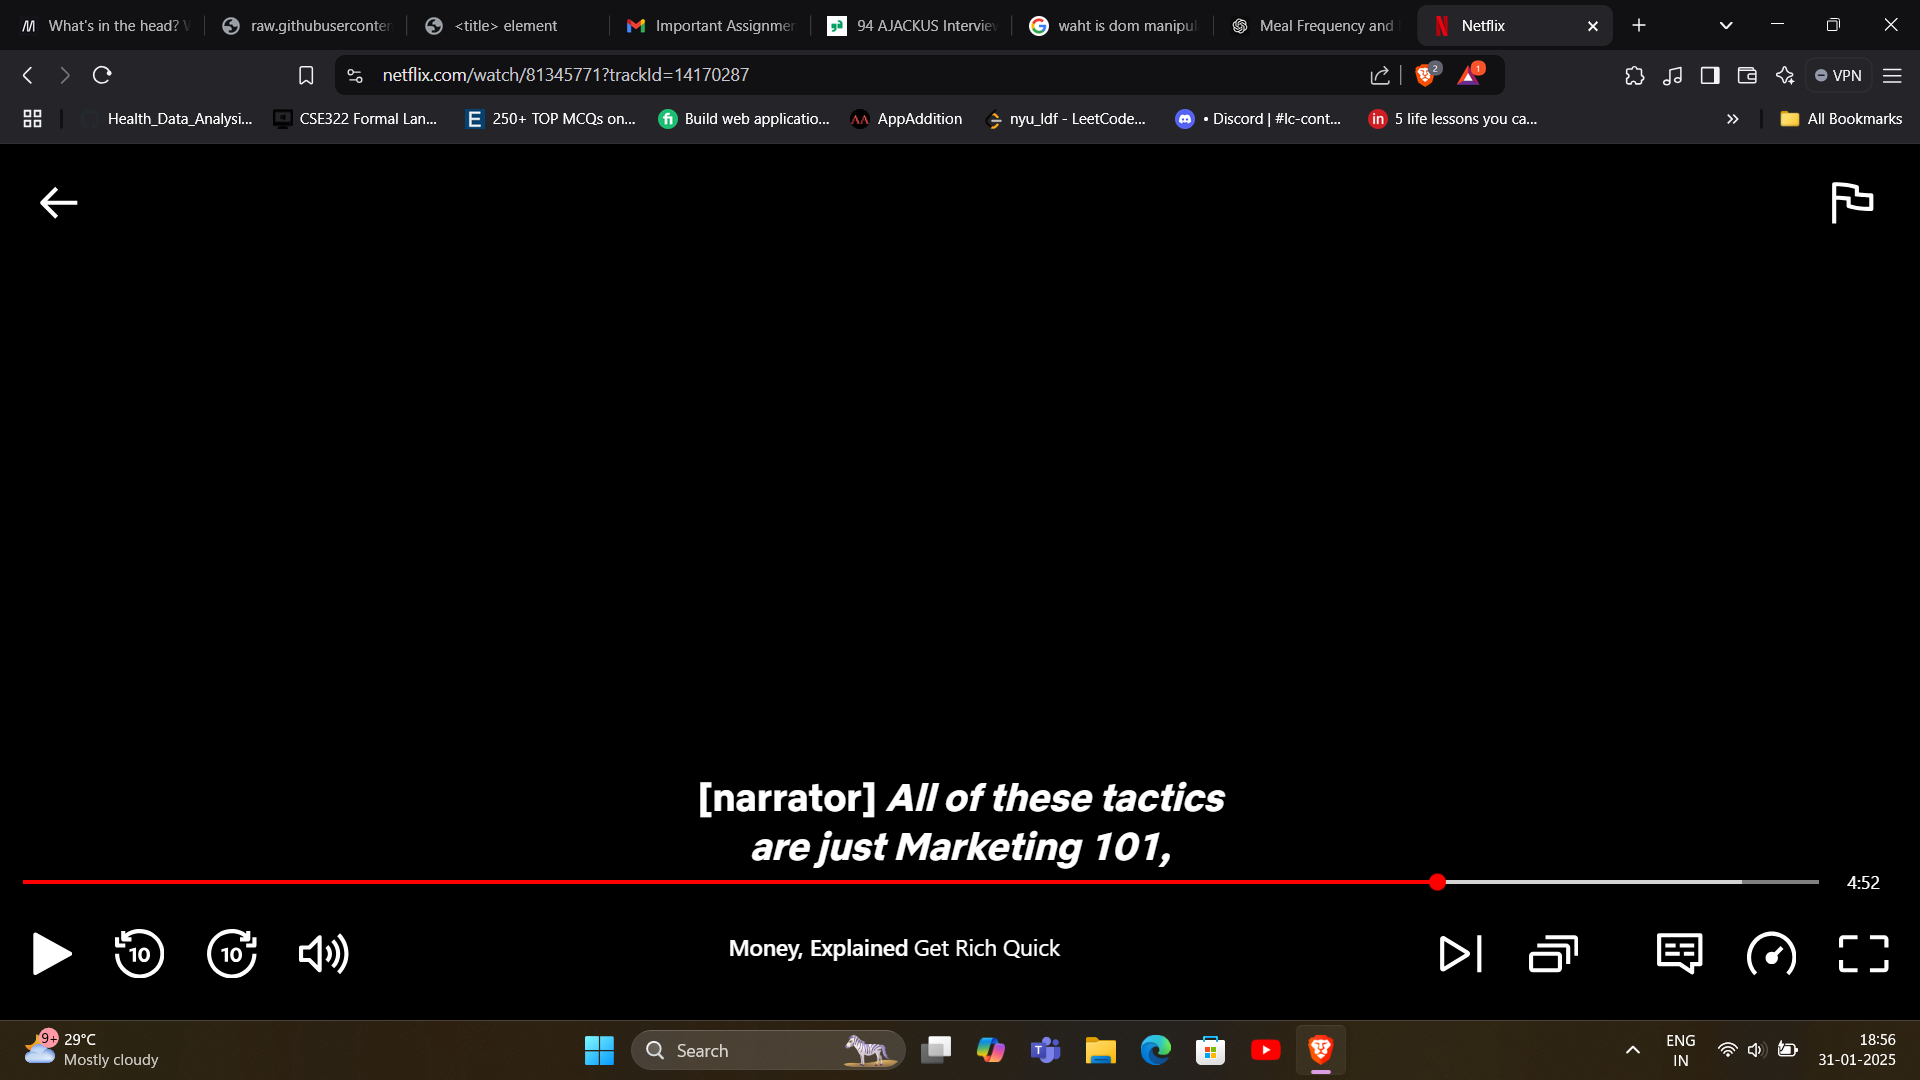 What's in the head?
raw.githubuserconten
<title> element
Important Assignmen
94 AJACKUS Interview
waht is dom manipul
Meal Frequency and
Netflix
netflix.com/watch/81345771?trackId=14170287
2
1
VPN
Health_Data_Analysi...
CSE322 Formal Lan...
250+ TOP MCQs on...
Build web applicatio...
AppAddition
nyu_ldf - LeetCode...
• Discord | #lc-cont...
5 life lessons you ca...
All Bookmarks
[narrator] All of these tactics
are just Marketing 101,
4:52
10
10
Money, Explained Get Rich Quick
9+
29°C
Mostly cloudy
Search
ENG
IN
18:56
31-01-2025